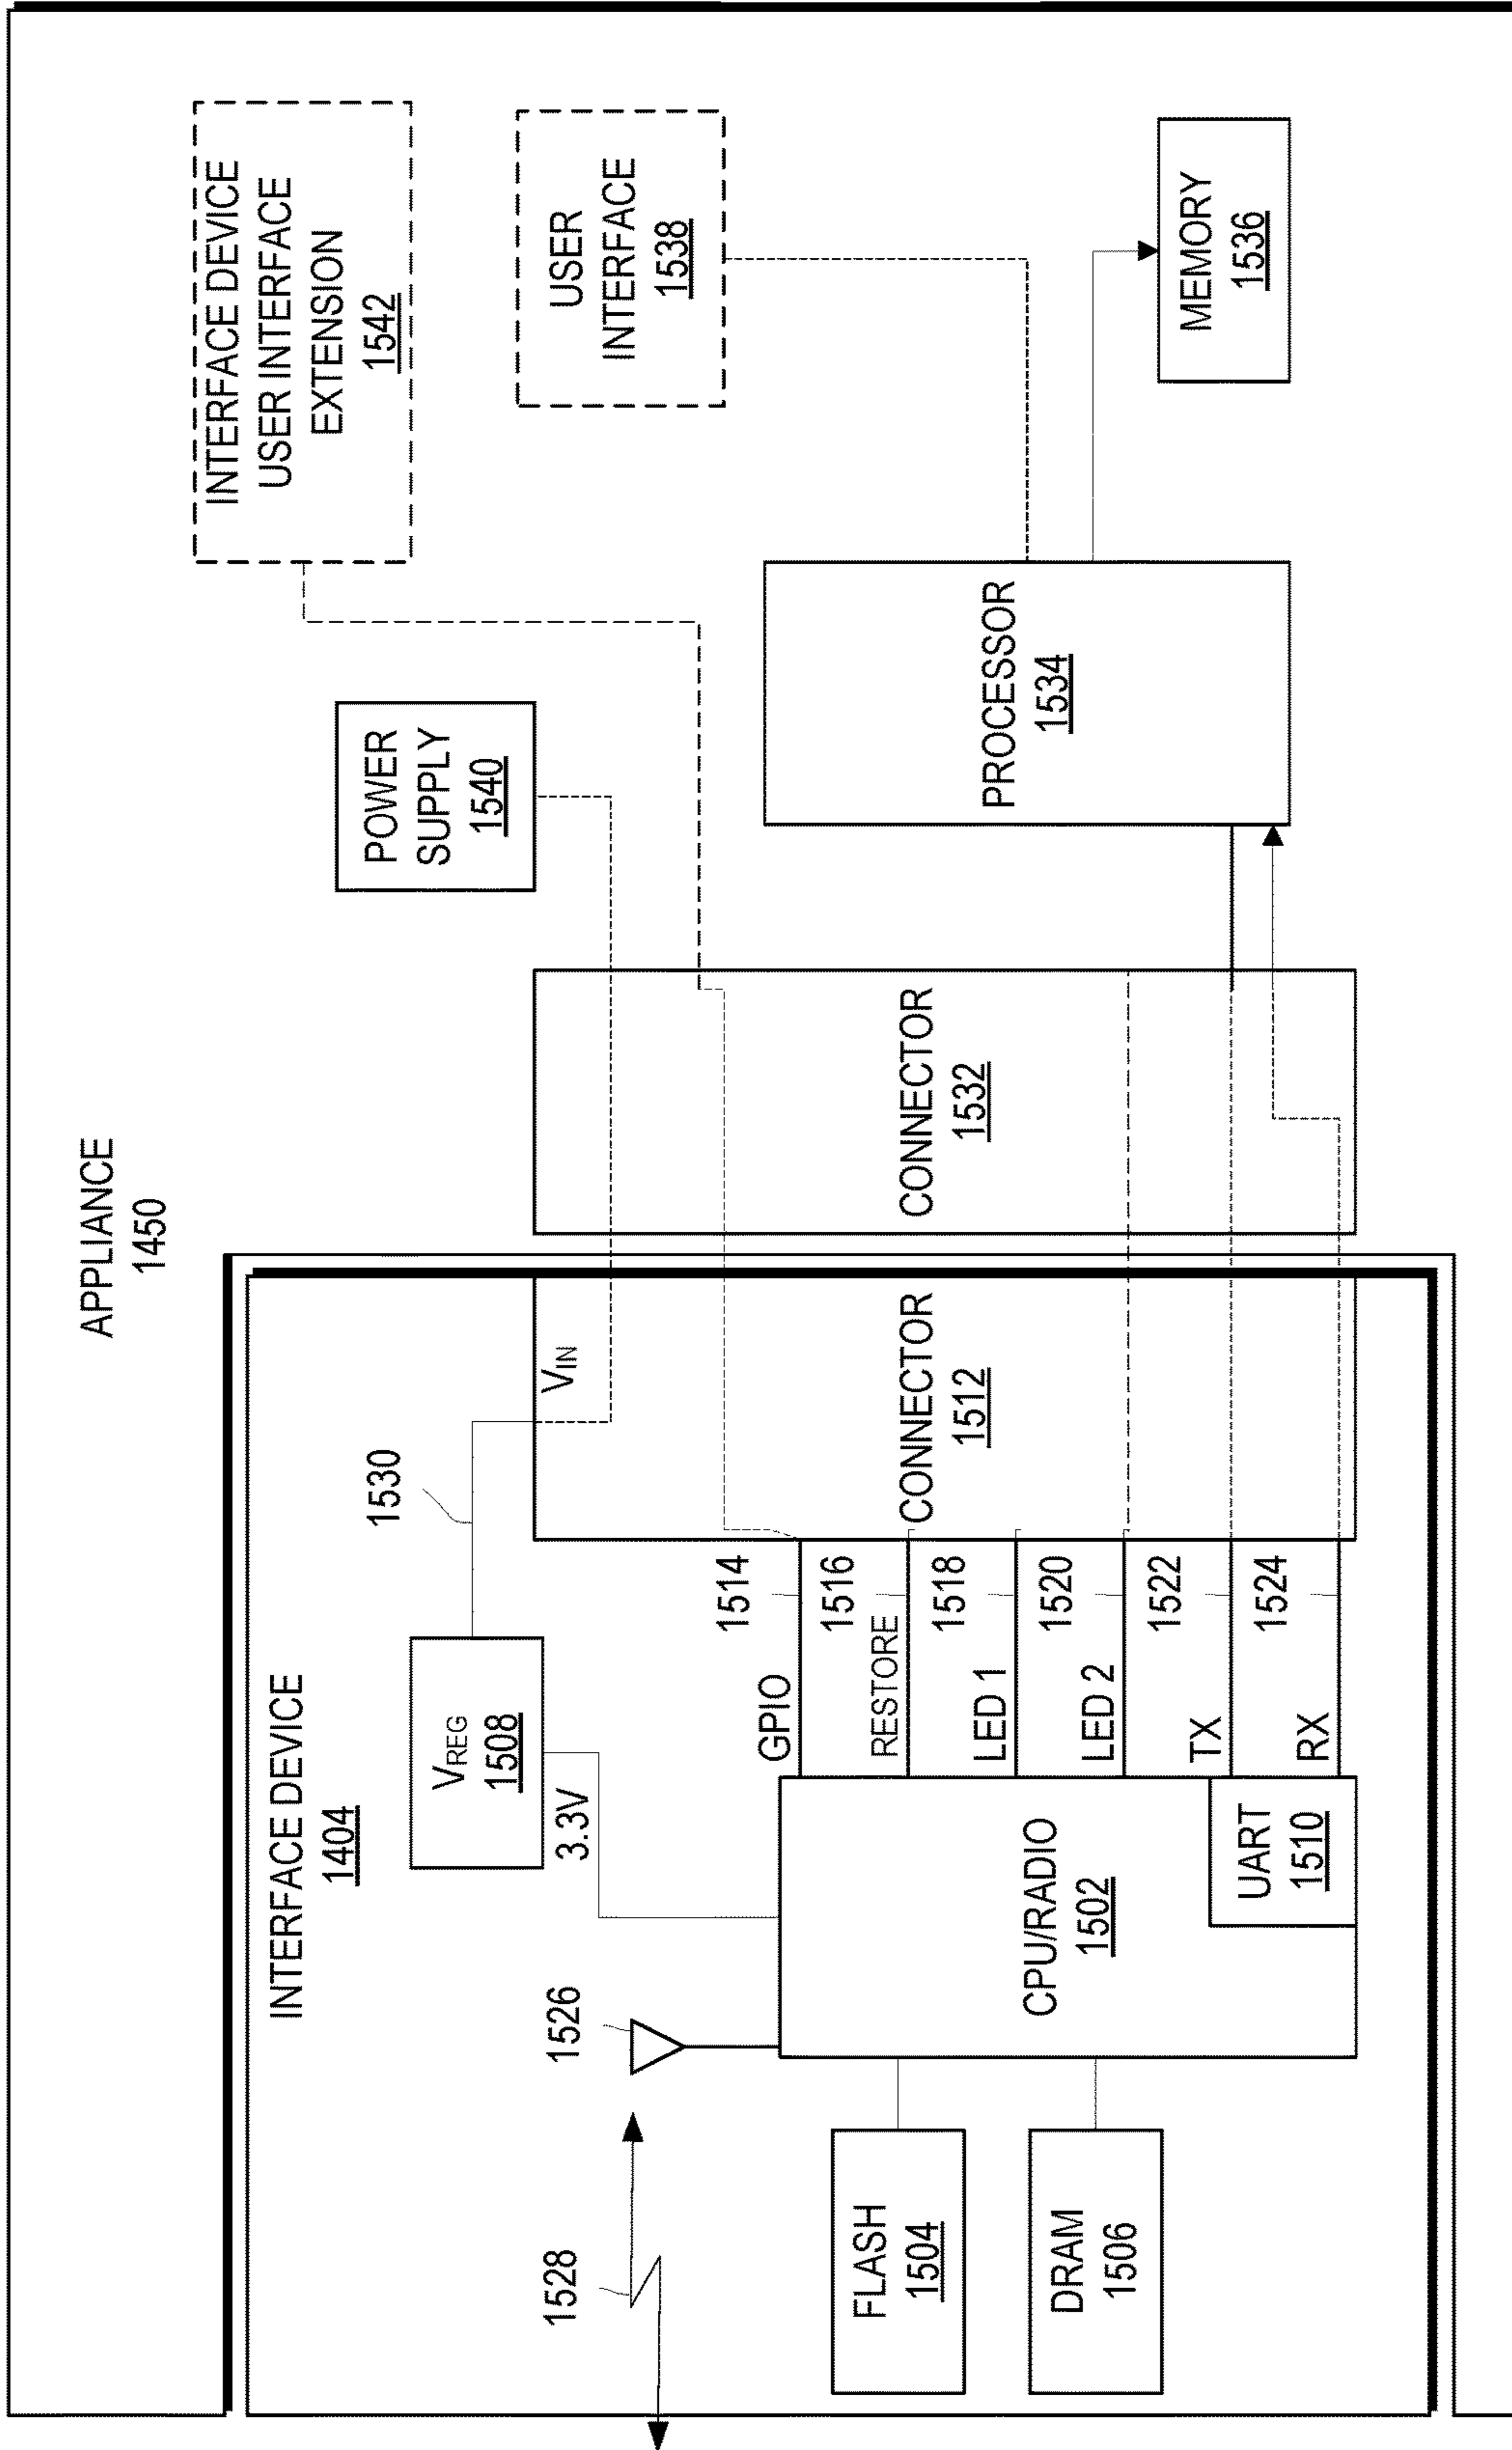 APPLIANCE
1450
INTERFACE DEVICE
1404
1528
1526
FLASH
1504
DRAM
1506
CPU/RADIO
1502
UART
1510
VREG
1508
3.3V
1530
VIN
GPIO
1514
RESTORE
1516
LED 1
1518
LED 2
1520
TX
1522
RX
1524
CONNECTOR
1512
CONNECTOR
1532
POWER
SUPPLY
1540
PROCESSOR
1534
INTERFACE DEVICE
USER INTERFACE
EXTENSION
1542
USER
INTERFACE
1538
MEMORY
1536